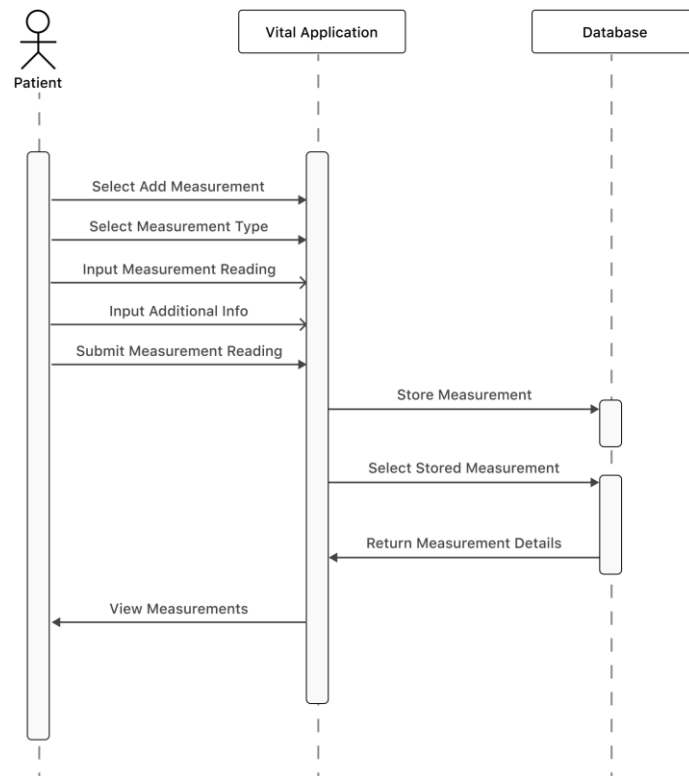 Vital Application
Database
Patient
Select Add Measurement
Select Measurement Type
Input Measurement Reading
Input Additional Info
Submit Measurement Reading
Store Measurement
Select Stored Measurement
Return Measurement Details
View Measurements